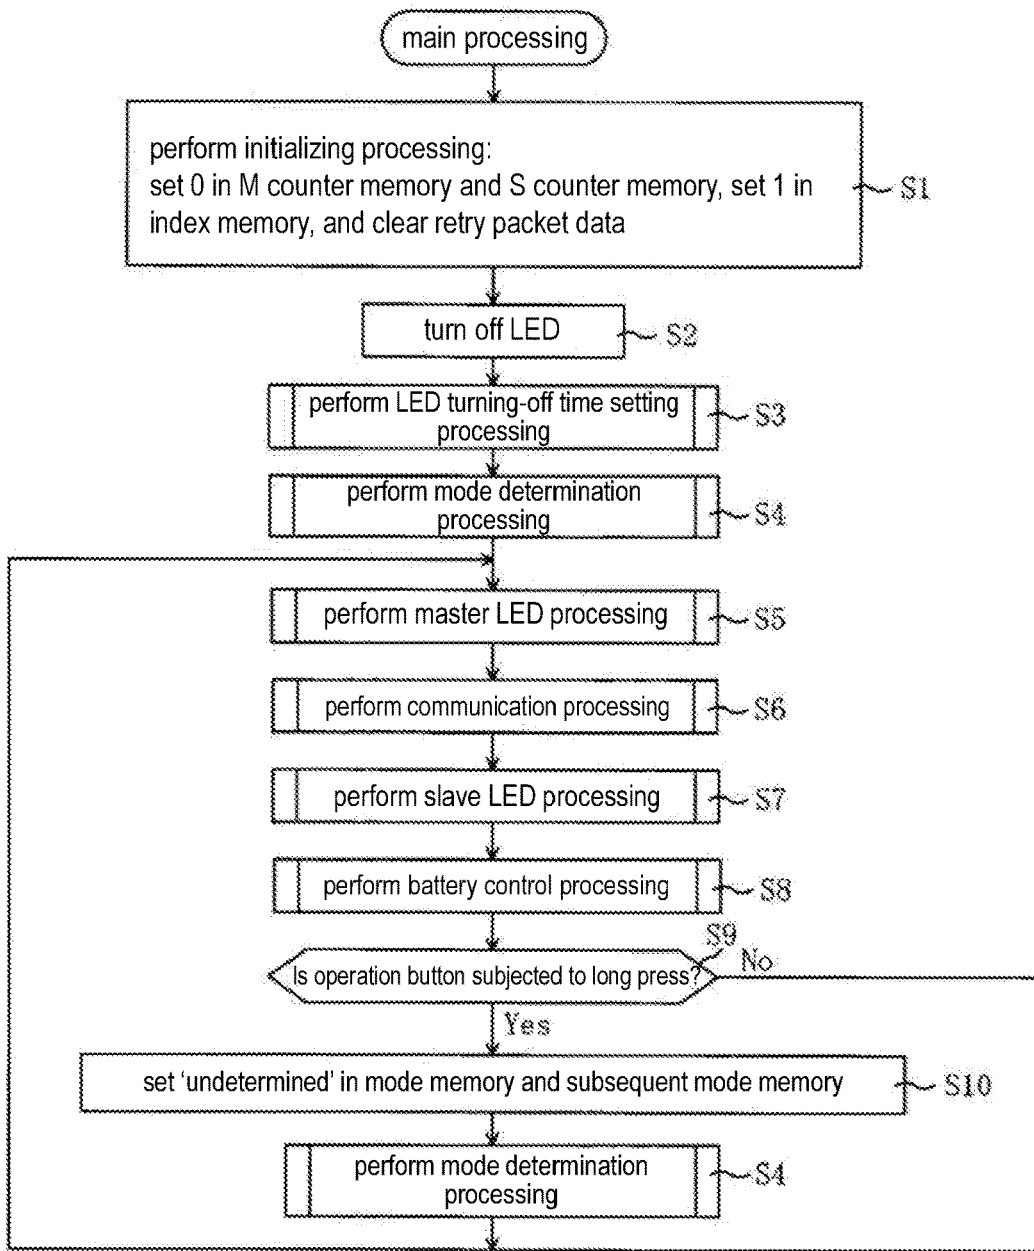 main processing
perform initializing processing:
set 0 in M counter memory and S counter memory, set 1 in
index memory, and clear retry packet data
S1
turn off LED
S2
perform LED turning-off time setting
processing
S3
perform mode determination
processing
S4
perform master LED processing
S5
perform communication processing
S6
perform slave LED processing
S7
perform battery control processing
S8
S9
Is operation button subjected to long press?
No
Yes
set 'undetermined' in mode memory and subsequent mode memory
S10
perform mode determination
processing
S4